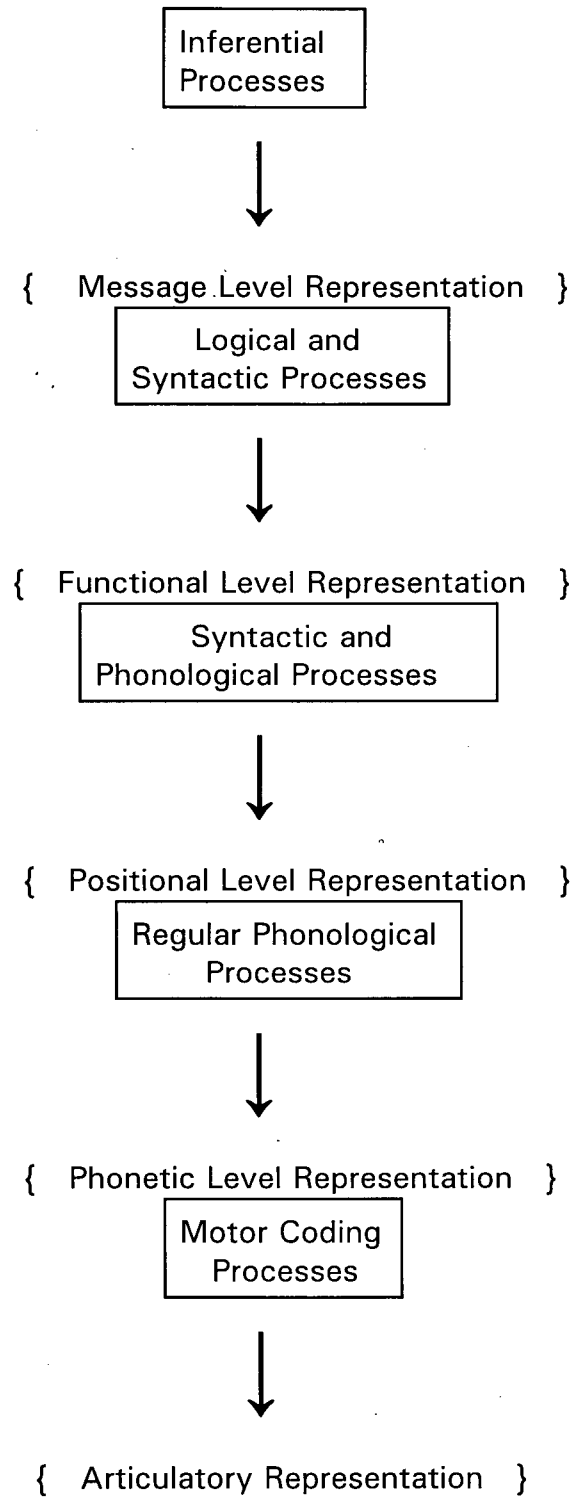 Inferential
Processes
{ Message Level Representation }
Logical and
Syntactic Processes
{ Functional Level Representation }
Syntactic and
Phonological Processes
{ Positional Level Representation }
Regular Phonological
Processes
{ Phonetic Level Representation }
Motor Coding
Processes
{ Articulatory Representation }